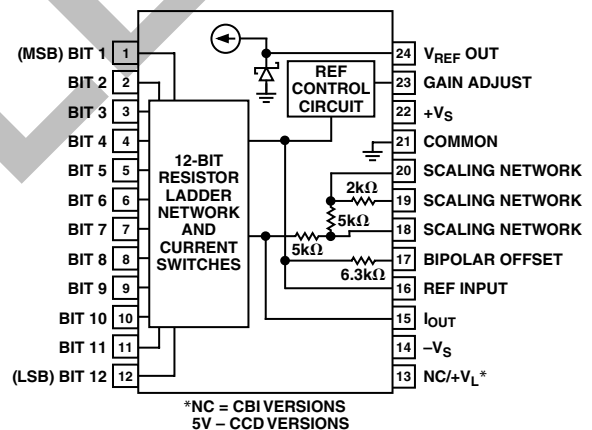 (MSB) BIT 1 1
BIT 2 2
BIT 3 3
BIT 4 4
BIT 5 5
BIT 6 6
BIT 7 7
BIT 8 8
BIT 9 9
BIT 10 10
BIT 11 11
(LSB) BIT 12 12
12-BIT
RESISTOR
LADDER
NETWORK
AND
CURRENT
SWITCHES
REF
CONTROL
CIRCUIT
2kΩ
5kΩ
5kΩ
6.3kΩ
24 VREF OUT
23 GAIN ADJUST
22 +VS
21 COMMON
20 SCALING NETWORK
19 SCALING NETWORK
18 SCALING NETWORK
17 BIPOLAR OFFSET
16 REF INPUT
15 IOUT
14 –VS
13 NC/+VL*
*NC = CBI VERSIONS
5V – CCD VERSIONS